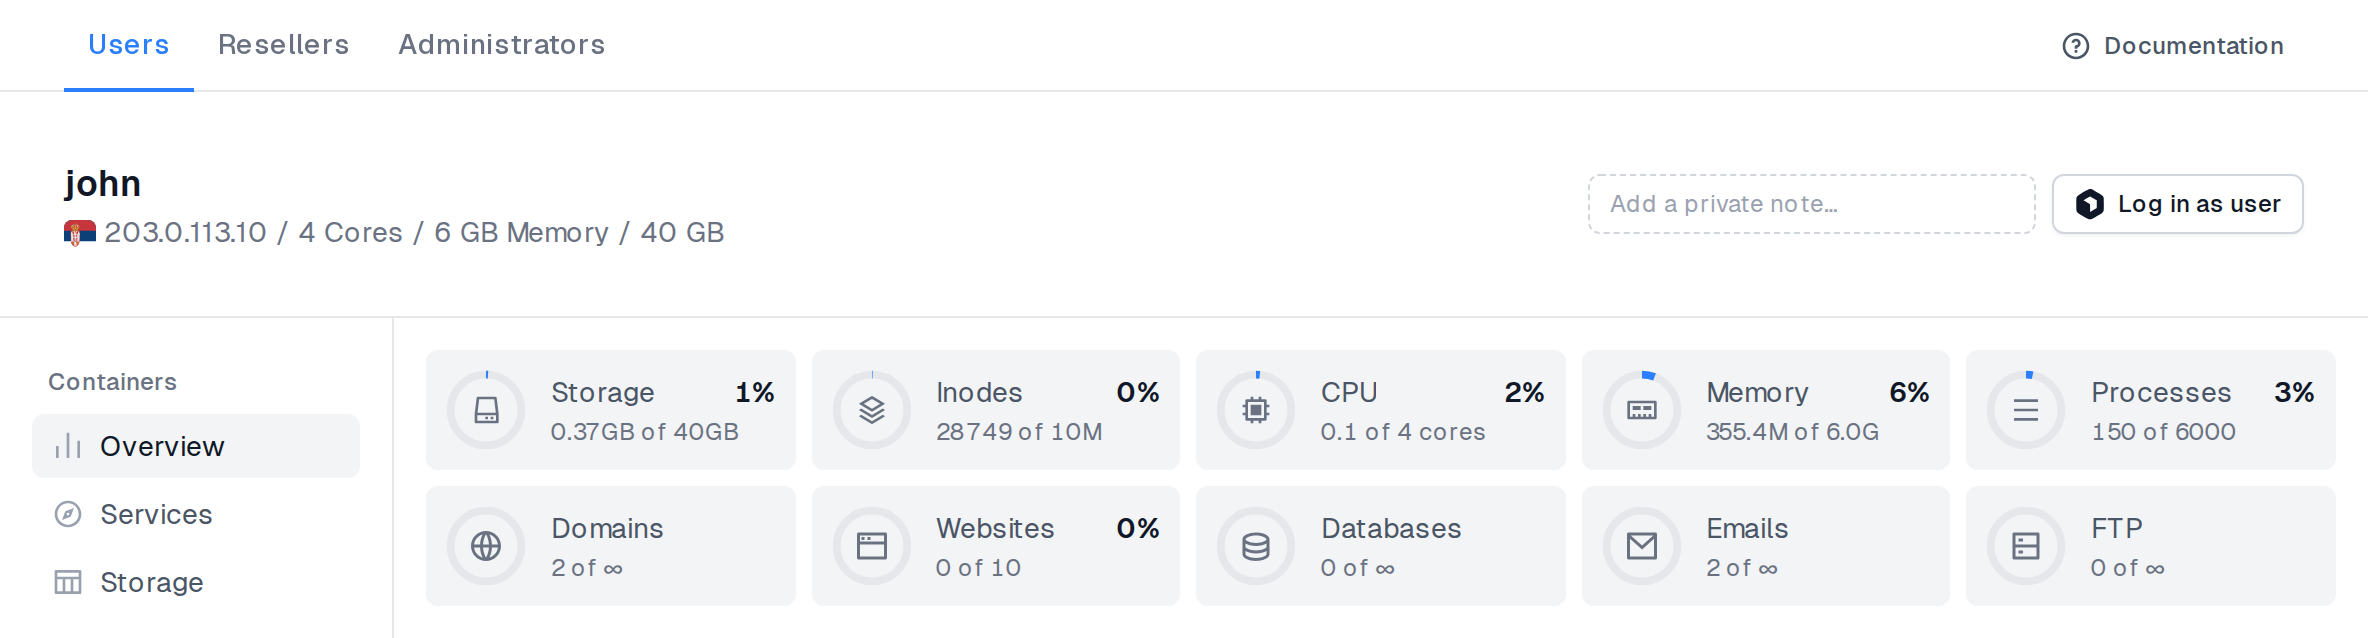 Users Resellers Administrators Documentation
john
203.0.113.10 / 4 Cores / 6 GB Memory / 40 GB
Add a private note...
Log in as user
Containers
Overview
Services
Storage
Storage 1%
0.37GB of 40GB
Inodes 0%
28749 of 10M
CPU 2%
0.1 of 4 cores
Memory 6%
355.4M of 6.0G
Processes 3%
150 of 6000
Domains
2 of ∞
Websites 0%
0 of 10
Databases
0 of ∞
Emails
2 of ∞
FTP
0 of ∞